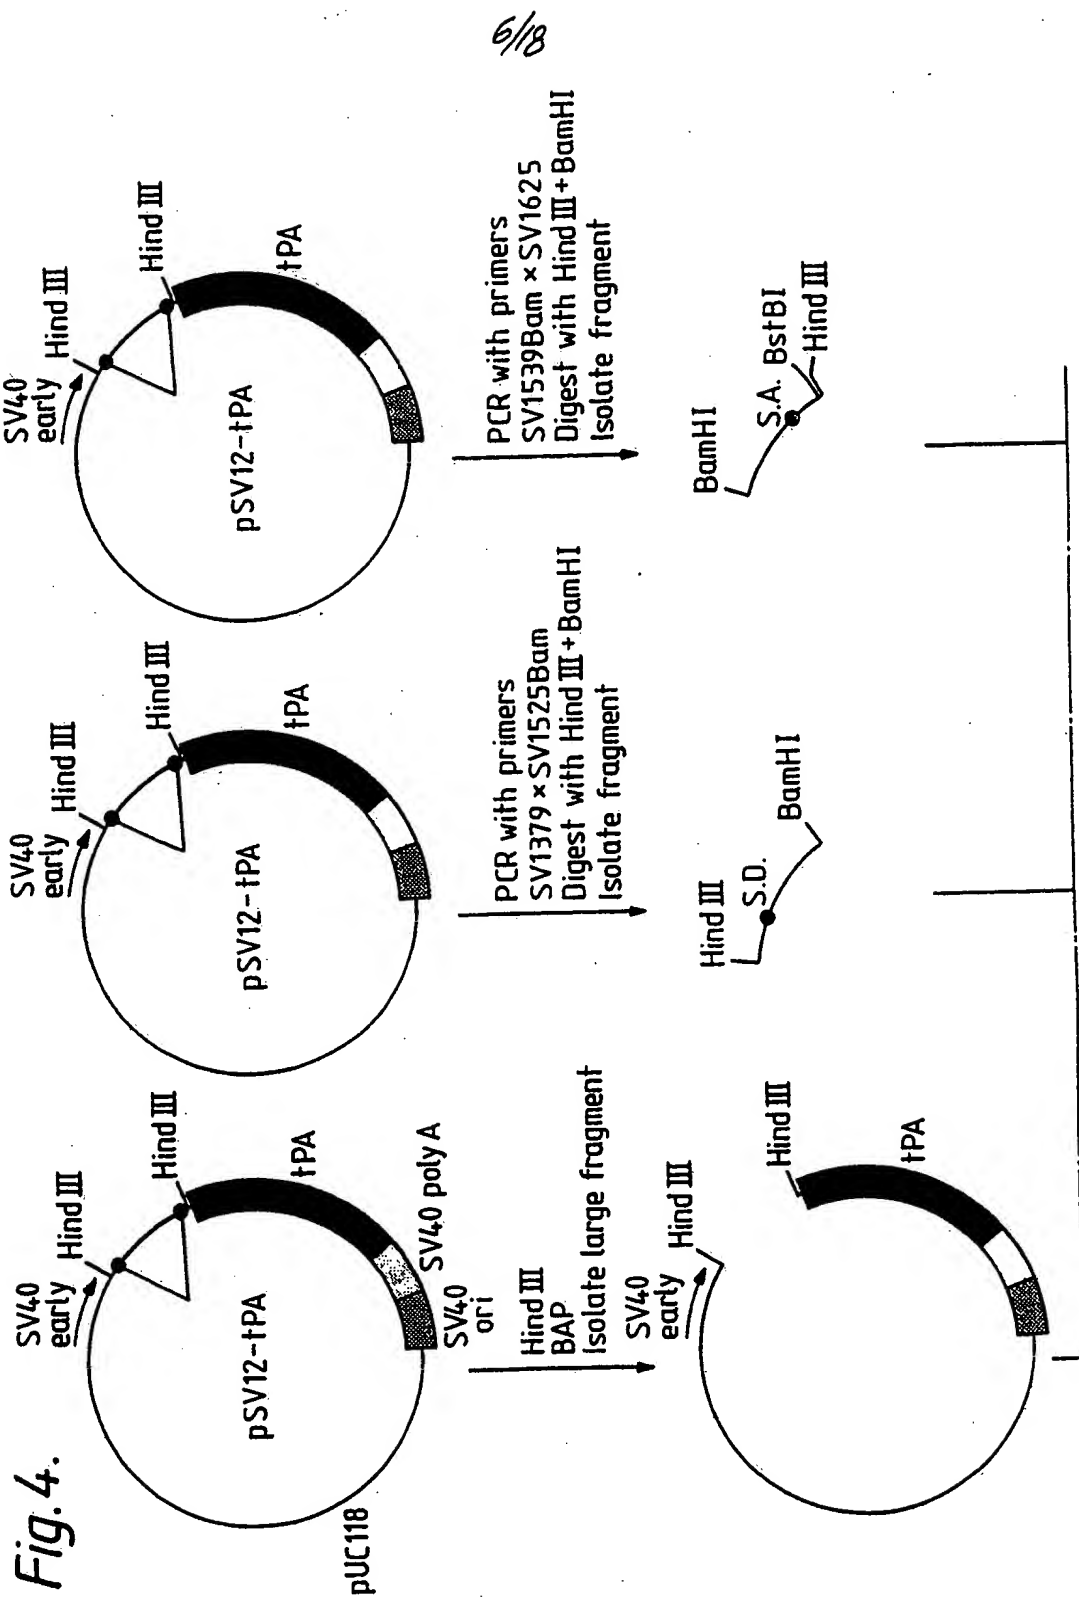 6/18
Fig. 4.
SV40
early
Hind III
Hind III
pSV12-tPA
tPA
SV40 poly A
SV40
ori
pUC118
Hind III
BAP
Isolate large fragment
SV40
early
Hind III
Hind III
tPA
SV40
early
Hind III
Hind III
pSV12-tPA
tPA
PCR with primers
SV1379 × SV1525Bam
Digest with Hind III + BamHI
Isolate fragment
Hind III
S.D.
BamHI
SV40
early
Hind III
Hind III
pSV12-tPA
tPA
PCR with primers
SV1539Bam × SV1625
Digest with Hind III + BamHI
Isolate fragment
BamHI
S.A.
BstBI
Hind III